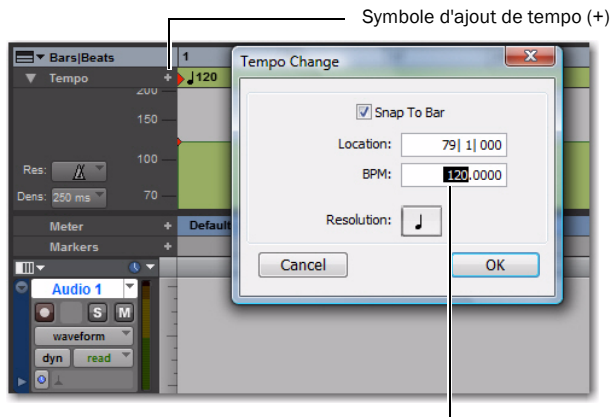 Symbole d'ajout de tempo (+)
Bars|Beats
1
Tempo +
120
200
150
100
70
Res:
Dens: 250 ms
Meter +
Default
Markers +
Audio 1
S M
waveform
dyn read
Tempo Change
Snap To Bar
Location: 79| 1| 000
BPM: 120.0000
Resolution:
Cancel OK